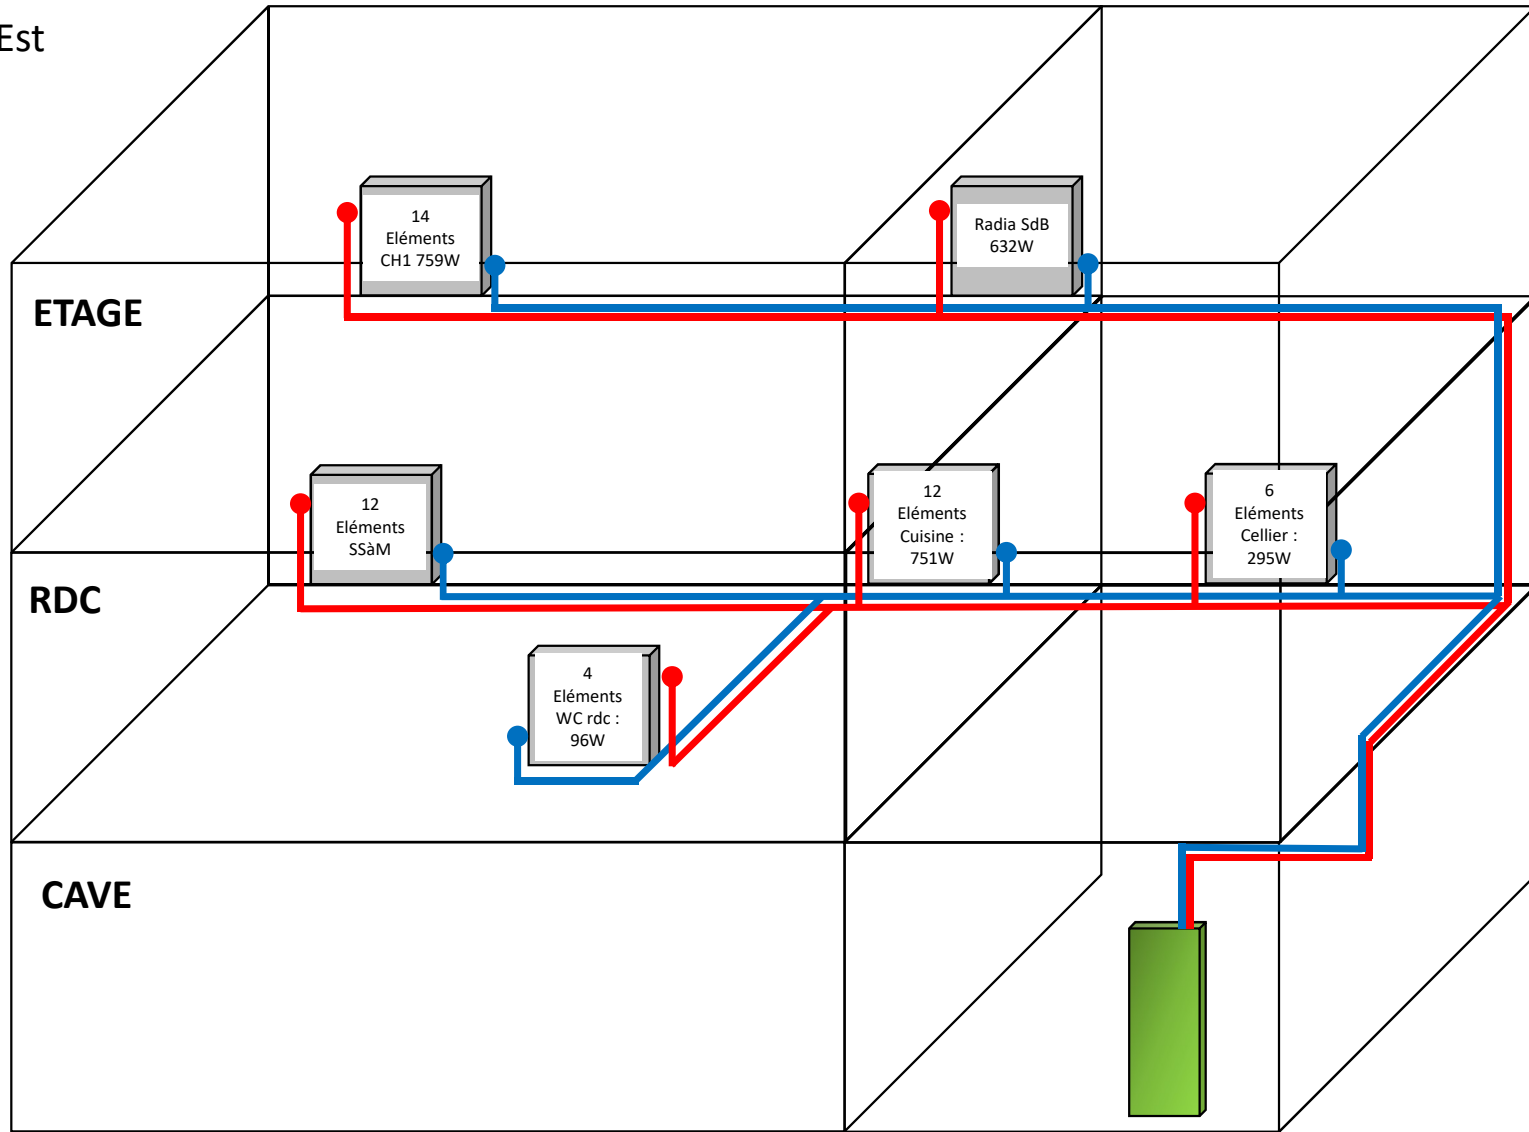 Est
14
Eléments
CH1 759W
Radia SdB
632W
ETAGE
12
Eléments
SSàM
12
Eléments
Cuisine :
751W
6
Eléments
Cellier :
295W
RDC
4
Eléments
WC rdc :
96W
CAVE